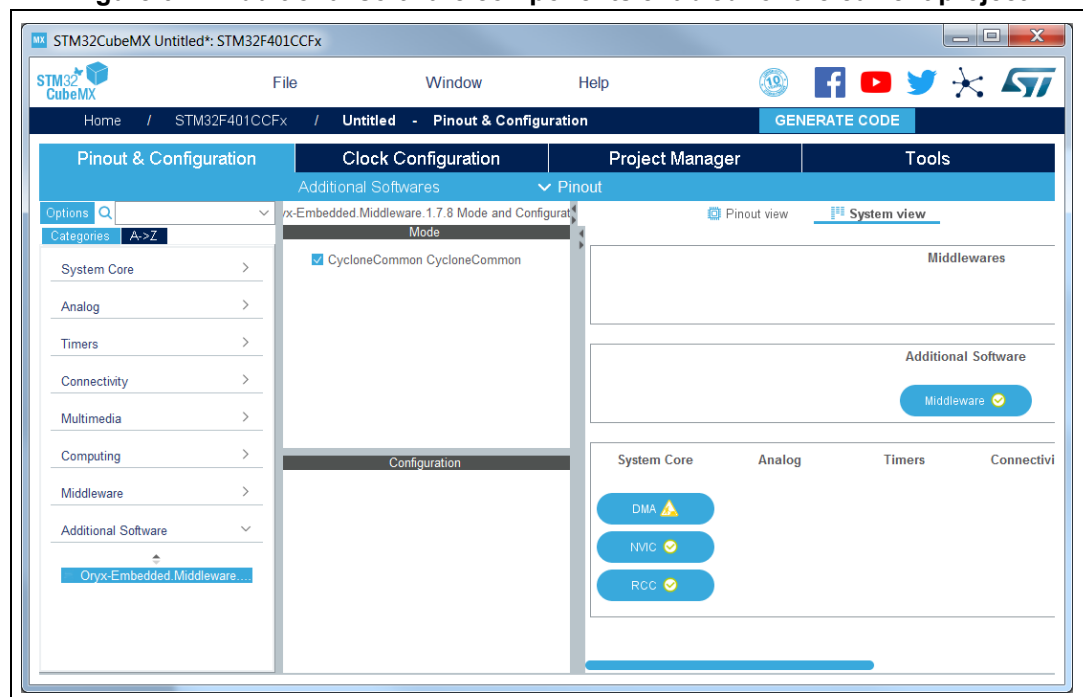 STM32CubeMX Untitled*: STM32F401CCFx
STM32 CubeMX
File Window Help
Home / STM32F401CCFx / Untitled - Pinout & Configuration GENERATE CODE
Pinout & Configuration Clock Configuration Project Manager Tools
Additional Softwares Pinout
Options
Categories A->Z
System Core
Analog
Timers
Connectivity
Multimedia
Computing
Middleware
Additional Software
Oryx-Embedded.Middleware....
yx-Embedded.Middleware.1.7.8 Mode and Configurat
Mode
CycloneCommon CycloneCommon
Configuration
Pinout view System view
Middlewares
Additional Software
Middleware
System Core Analog Timers Connectivi
DMA
NVIC
RCC